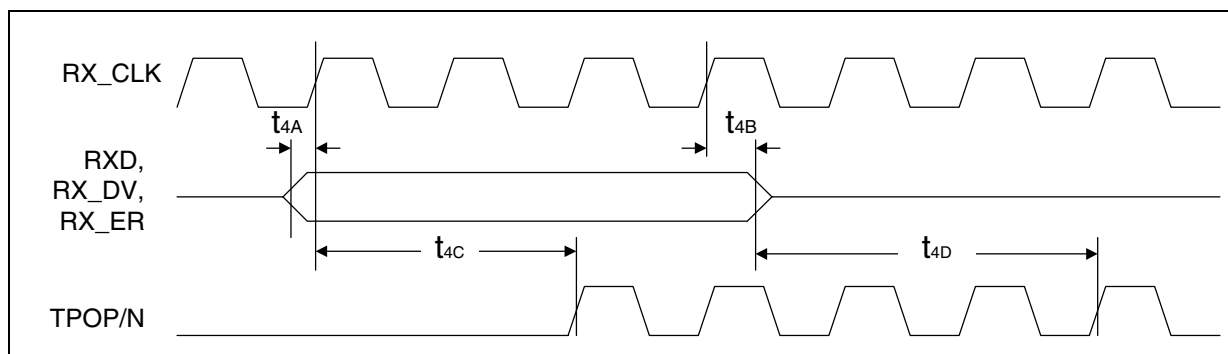 RX_CLK
t4A
t4B
RXD,
RX_DV,
RX_ER
t4C
t4D
TPOP/N